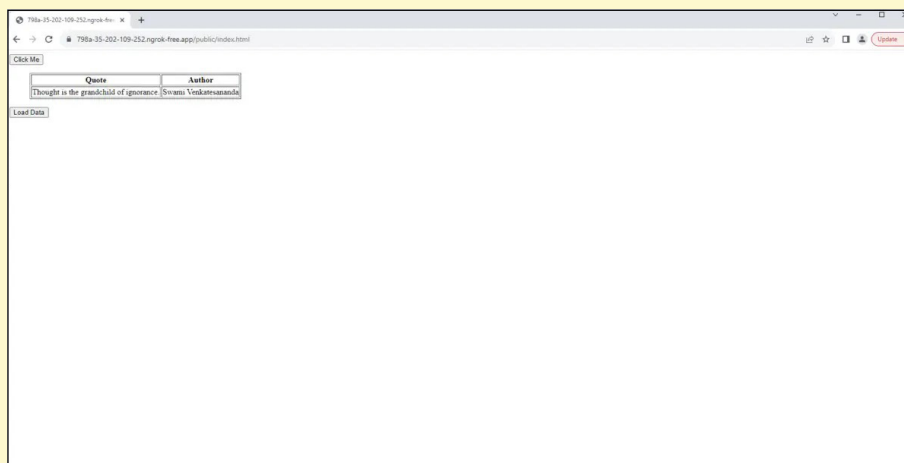 798a-35-202-109-252.ngrok-fre
798a-35-202-109-252.ngrok-free.app/public/index.html
Update
Click Me
Quote Author
Thought is the grandchild of ignorance. Swami Venkatesananda
Load Data